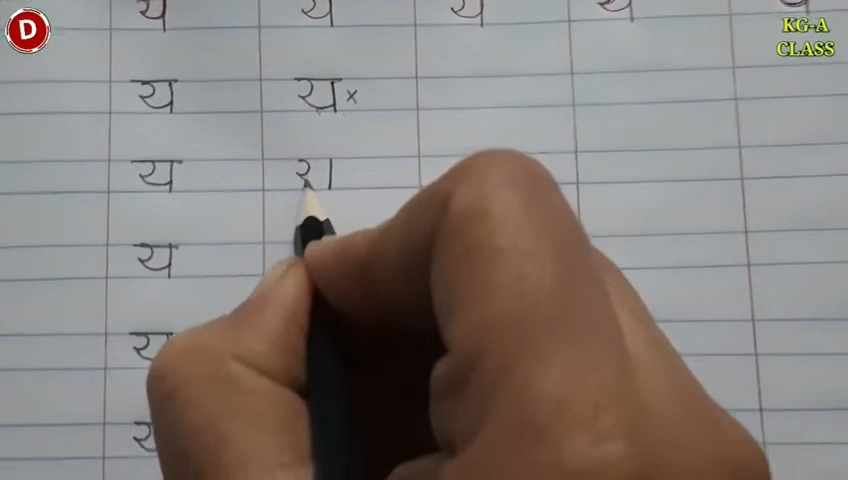 D KG-A
CLASS
य य य य य
य य ×
य
य
य